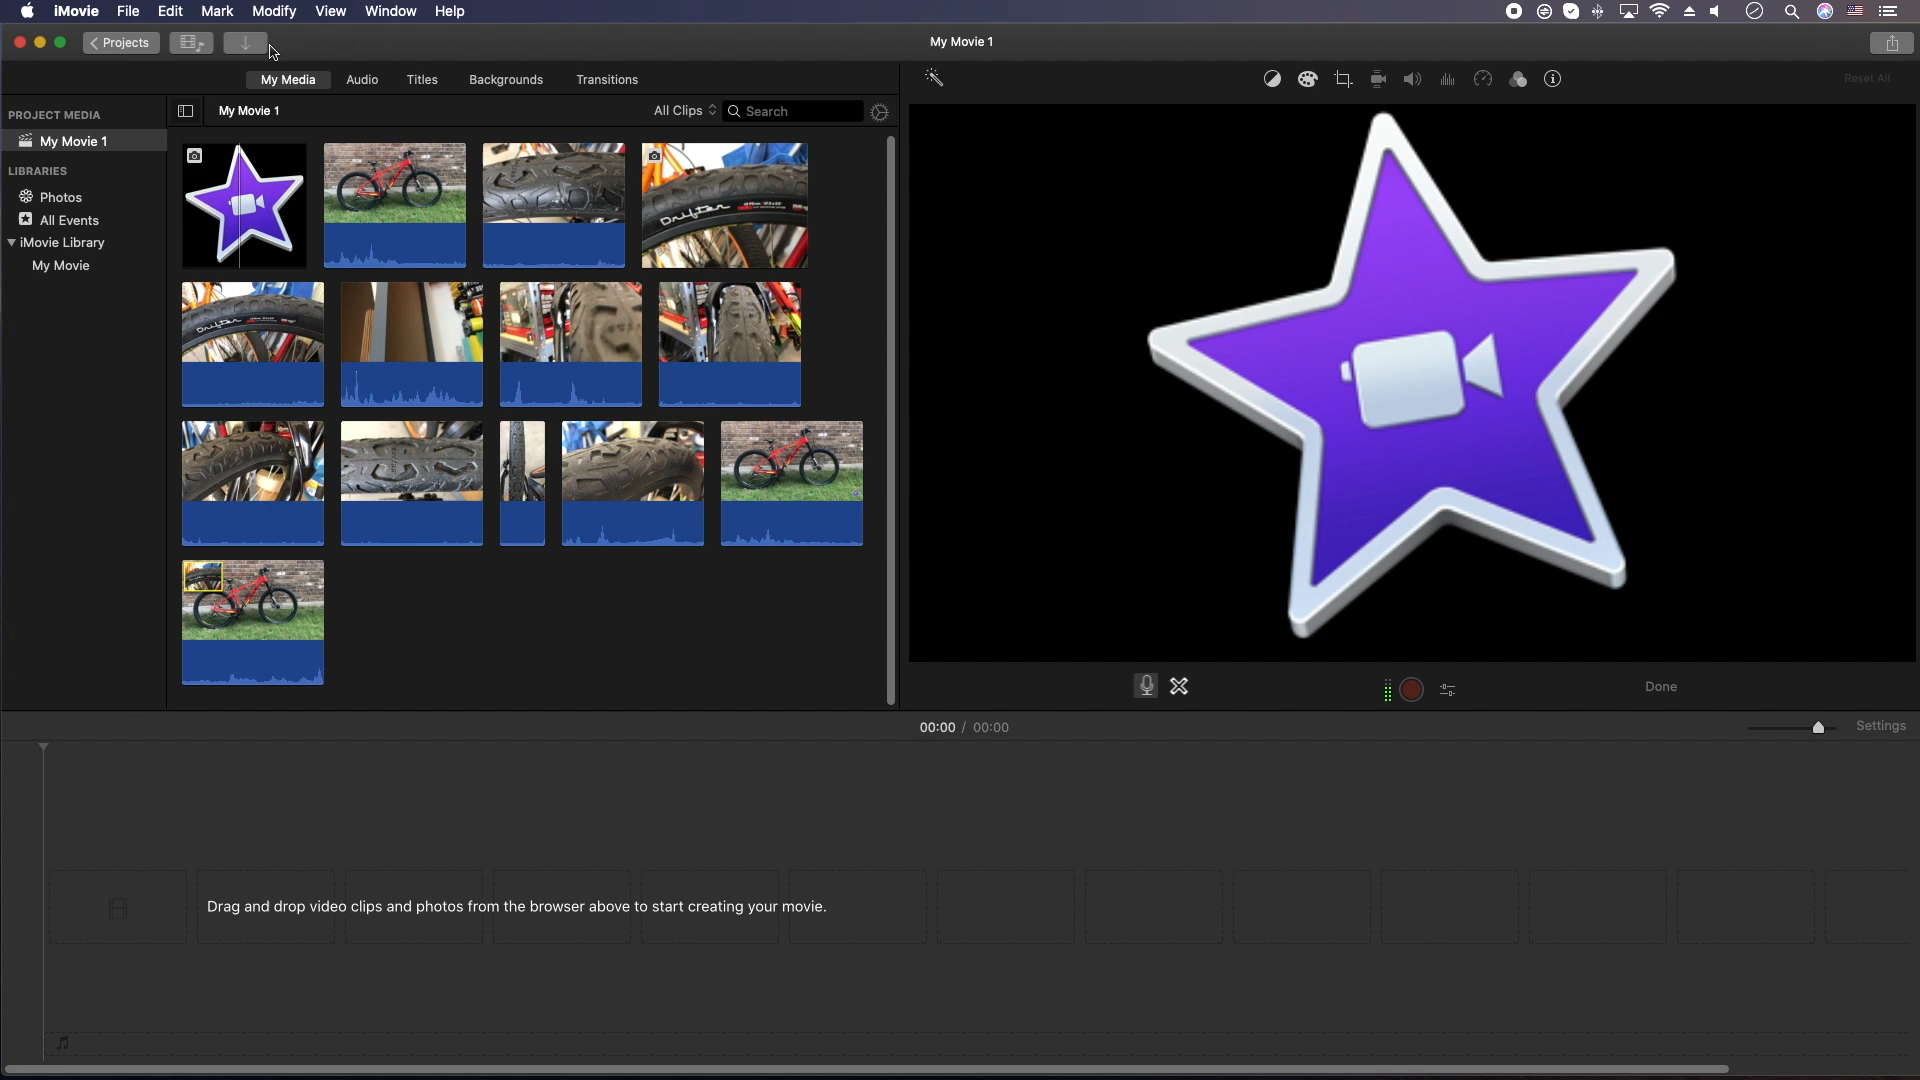 iMovie File Edit Mark Modify View Window Help
Projects
My Movie 1
My Media Audio Titles Backgrounds Transitions
Reset All
PROJECT MEDIA
My Movie 1
All Clips
Search
My Movie 1
LIBRARIES
Photos
All Events
iMovie Library
My Movie
Drifter
Drifter
Done
00:00 / 00:00
Settings
Drag and drop video clips and photos from the browser above to start creating your movie.